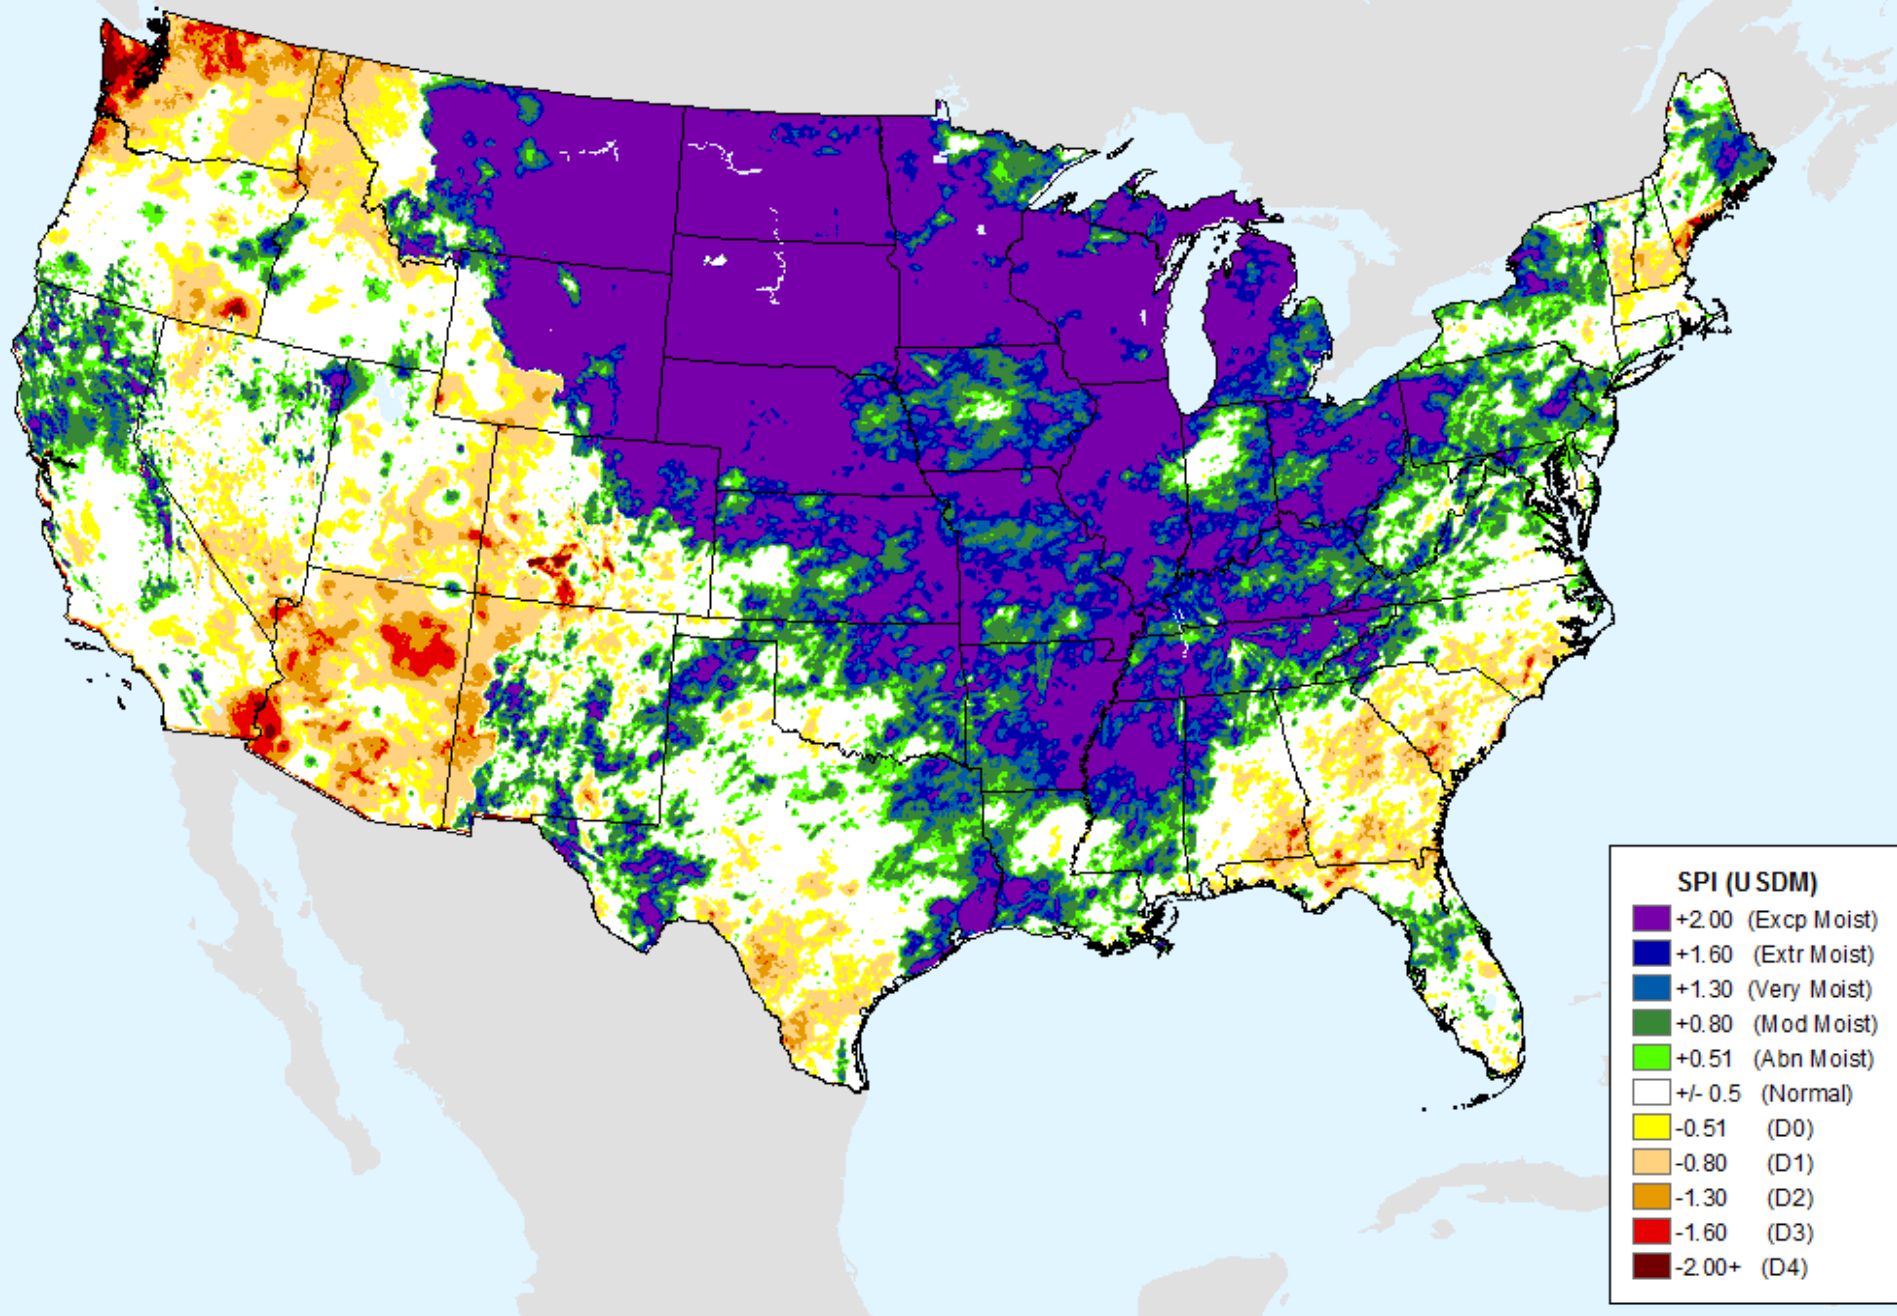 SPI (USDM)
+2.00 (Excp Moist)
+1.60 (Extr Moist)
+1.30 (Very Moist)
+0.80 (Mod Moist)
+0.51 (Abn Moist)
+/- 0.5 (Normal)
-0.51 (D0)
-0.80 (D1)
-1.30 (D2)
-1.60 (D3)
-2.00+ (D4)